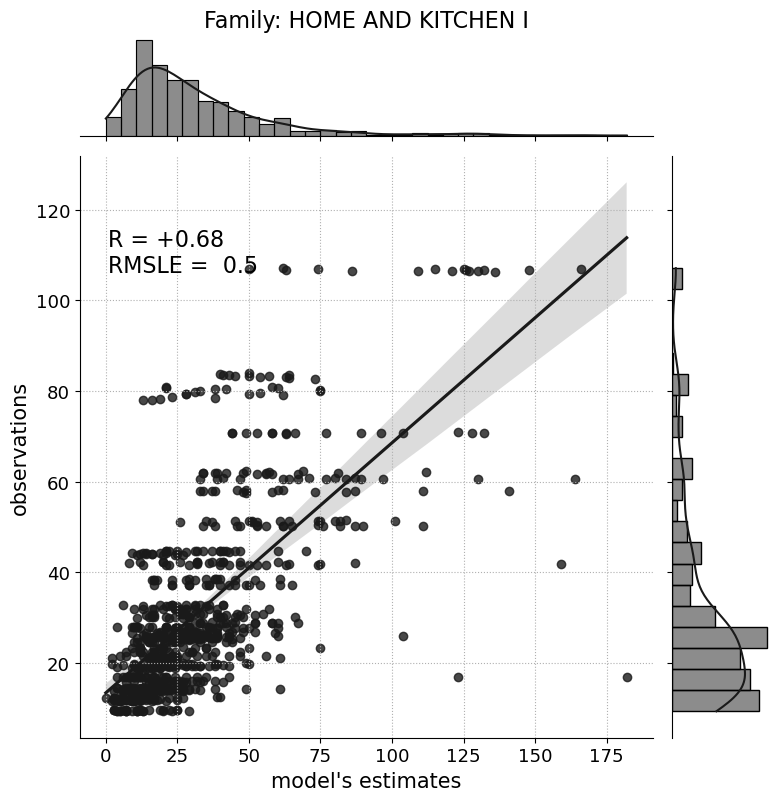 Family: HOME AND KITCHEN I
R = +0.68
RMSLE =  0.5
120
100
80
60
40
20
observations
0
25
50
75
100
125
150
175
model's estimates